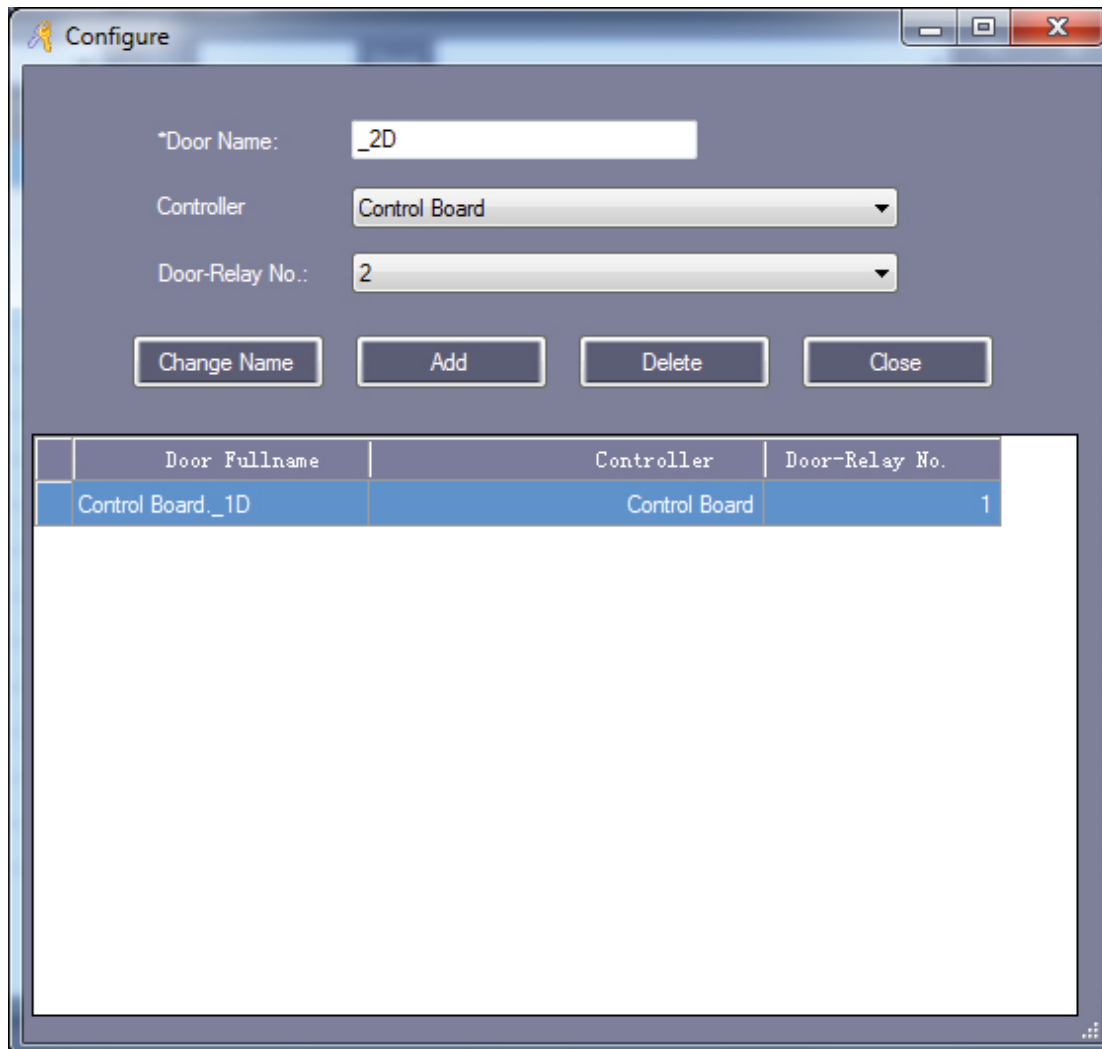 Configure
*Door Name: _2D
Controller Control Board
Door-Relay No.: 2
Change Name Add Delete Close
Door Fullname Controller Door-Relay No.
Control Board._1D Control Board 1